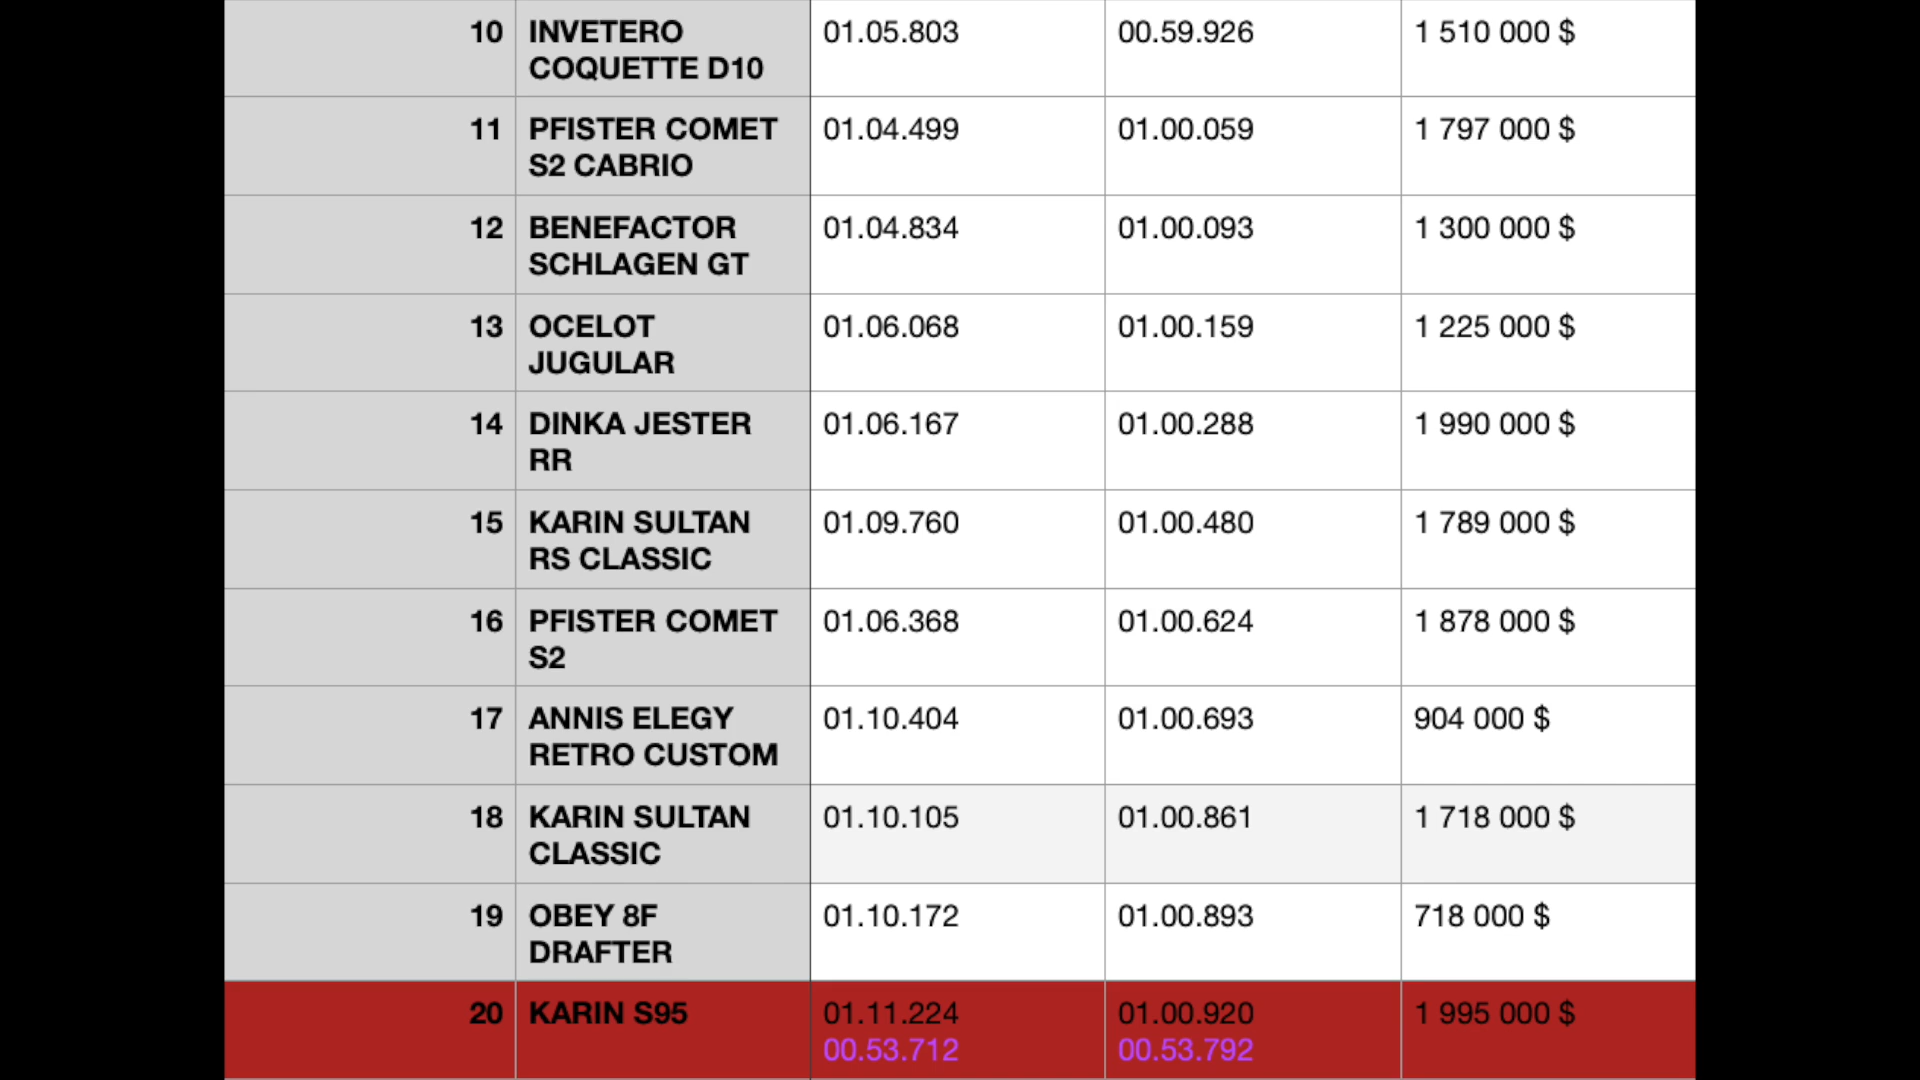 10 INVETERO COQUETTE D10 01.05.803 00.59.926 1 510 000 $
11 PFISTER COMET S2 CABRIO 01.04.499 01.00.059 1 797 000 $
12 BENEFACTOR SCHLAGEN GT 01.04.834 01.00.093 1 300 000 $
13 OCELOT JUGULAR 01.06.068 01.00.159 1 225 000 $
14 DINKA JESTER RR 01.06.167 01.00.288 1 990 000 $
15 KARIN SULTAN RS CLASSIC 01.09.760 01.00.480 1 789 000 $
16 PFISTER COMET S2 01.06.368 01.00.624 1 878 000 $
17 ANNIS ELEGY RETRO CUSTOM 01.10.404 01.00.693 904 000 $
18 KARIN SULTAN CLASSIC 01.10.105 01.00.861 1 718 000 $
19 OBEY 8F DRAFTER 01.10.172 01.00.893 718 000 $
20 KARIN S95 01.11.224 01.00.920 1 995 000 $
00.53.712 00.53.792